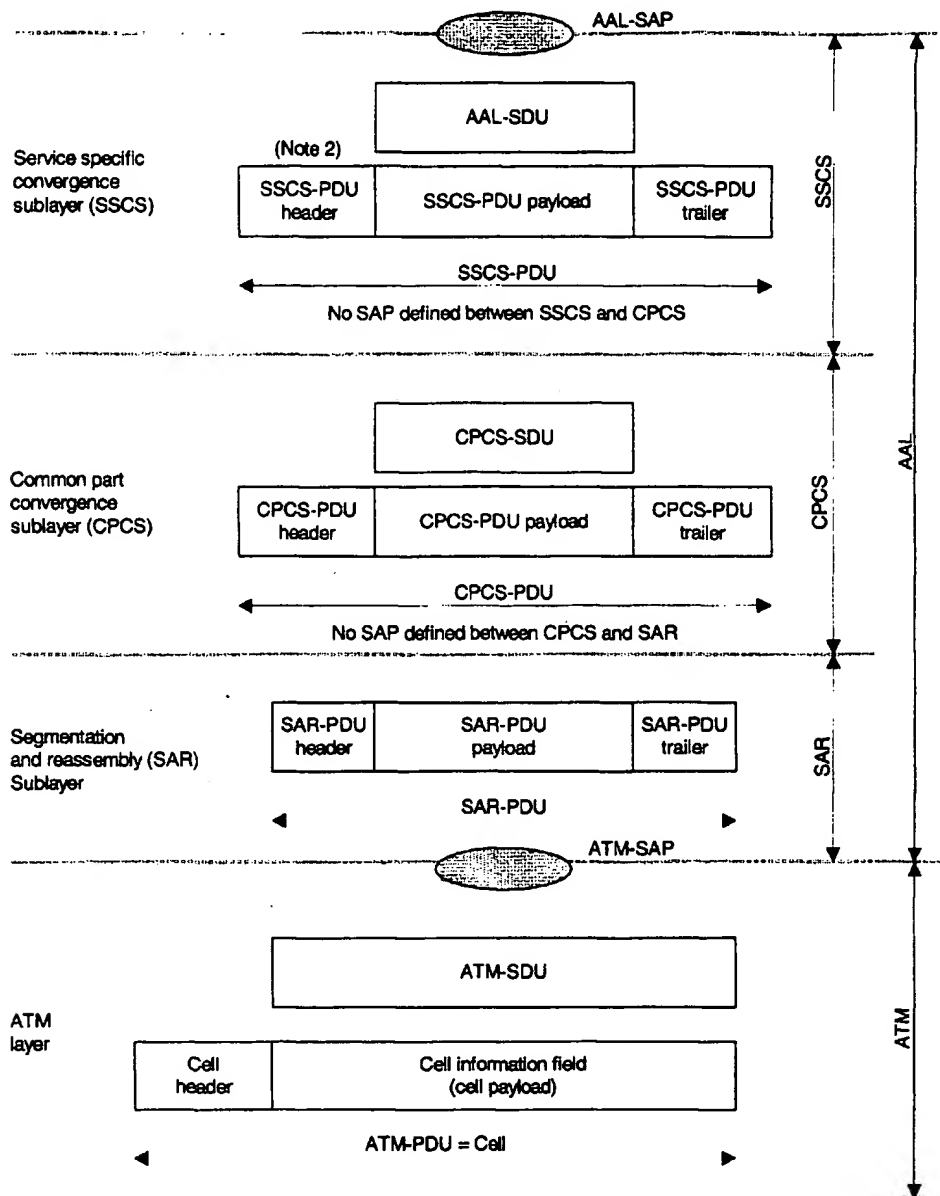 AAL-SAP
AAL-SDU
Service specific
convergence
sublayer (SSCS)
(Note 2)
SSCS-PDU
header
SSCS-PDU payload
SSCS-PDU
trailer
SSCS-PDU
No SAP defined between SSCS and CPCS
SSCS
CPCS-SDU
Common part
convergence
sublayer (CPCS)
CPCS-PDU
header
CPCS-PDU payload
CPCS-PDU
trailer
CPCS-PDU
No SAP defined between CPCS and SAR
CPCS
AAL
Segmentation
and reassembly (SAR)
Sublayer
SAR-PDU
header
SAR-PDU
payload
SAR-PDU
trailer
SAR-PDU
SAR
ATM-SAP
ATM-SDU
ATM
layer
Cell
header
Cell information field
(cell payload)
ATM-PDU = Cell
ATM